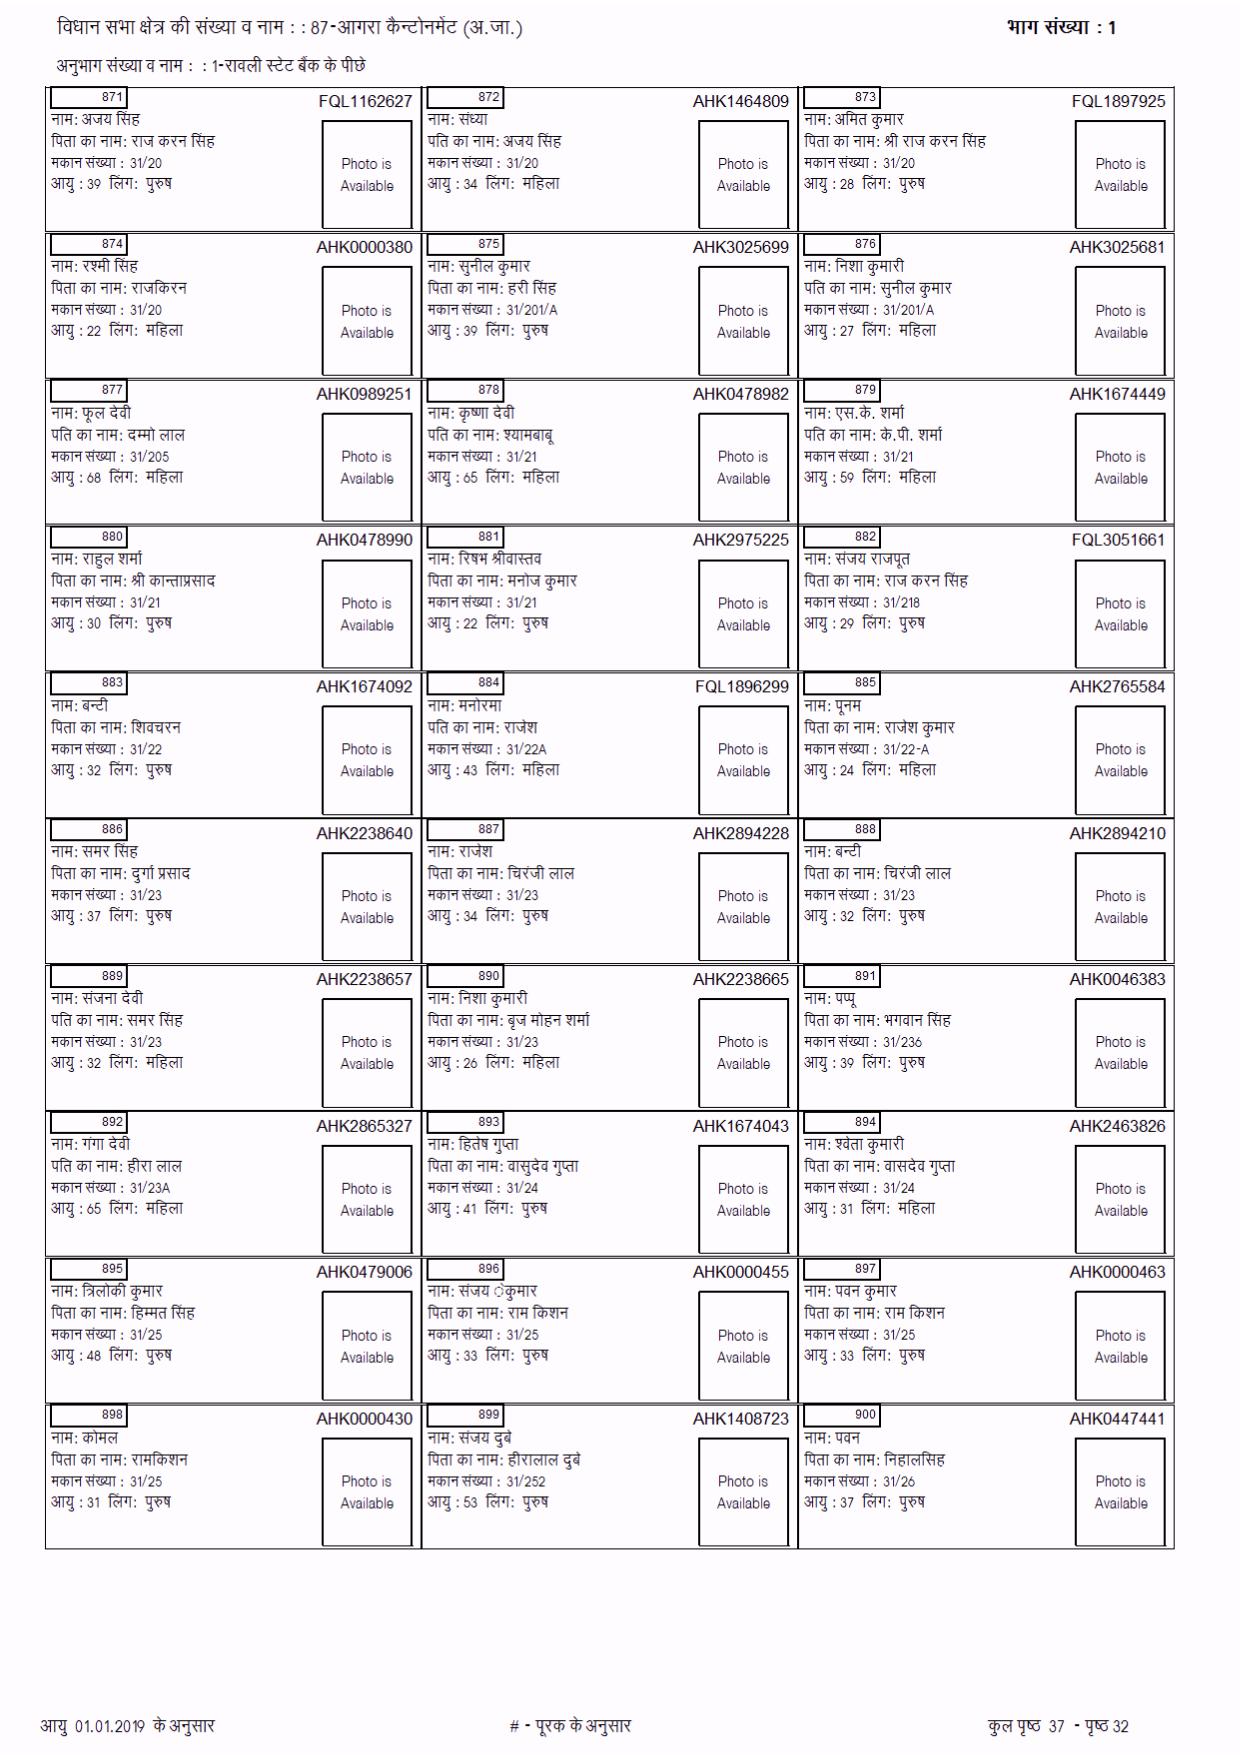 विधान सभा क्षेत्र की संख्या व नाम : : 87-आगरा कैन्टोनमेंट (अ.जा.)
भाग संख्या : 1
अनुभाग संख्या व नाम : : 1-रावली स्टेट बैंक के पीछे
871
FQL1162627
नाम: अजय सिंह
पिता का नाम: राज करन सिंह
मकान संख्या : 31/20
आयु : 39 लिंग: पुरुष
Photo is
Available
872
AHK1464809
नाम: संध्या
पति का नाम: अजय सिंह
मकान संख्या : 31/20
आयु : 34 लिंग: महिला
Photo is
Available
873
FQL1897925
नाम: अमित कुमार
पिता का नाम: श्री राज करन सिंह
मकान संख्या : 31/20
आयु : 28 लिंग: पुरुष
Photo is
Available
874
AHK0000380
नाम: रश्मी सिंह
पिता का नाम: राजकिरन
मकान संख्या : 31/20
आयु : 22 लिंग: महिला
Photo is
Available
875
AHK3025699
नाम: सुनील कुमार
पिता का नाम: हरी सिंह
मकान संख्या : 31/201/A
आयु : 39 लिंग: पुरुष
Photo is
Available
876
AHK3025681
नाम: निशा कुमारी
पति का नाम: सुनील कुमार
मकान संख्या : 31/201/A
आयु : 27 लिंग: महिला
Photo is
Available
877
AHK0989251
नाम: फूल देवी
पति का नाम: दम्मो लाल
मकान संख्या : 31/205
आयु : 68 लिंग: महिला
Photo is
Available
878
AHK0478982
नाम: कृष्णा देवी
पति का नाम: श्यामबाबू
मकान संख्या : 31/21
आयु : 65 लिंग: महिला
Photo is
Available
879
AHK1674449
नाम: एस.के. शर्मा
पति का नाम: के.पी. शर्मा
मकान संख्या : 31/21
आयु : 59 लिंग: महिला
Photo is
Available
880
AHK0478990
नाम: राहुल शर्मा
पिता का नाम: श्री कान्ताप्रसाद
मकान संख्या : 31/21
आयु : 30 लिंग: पुरुष
Photo is
Available
881
AHK2975225
नाम: रिषभ श्रीवास्तव
पिता का नाम: मनोज कुमार
मकान संख्या : 31/21
आयु : 22 लिंग: पुरुष
Photo is
Available
882
FQL3051661
नाम: संजय राजपूत
पिता का नाम: राज करन सिंह
मकान संख्या : 31/218
आयु : 29 लिंग: पुरुष
Photo is
Available
883
AHK1674092
नाम: बन्टी
पिता का नाम: शिवचरन
मकान संख्या : 31/22
आयु : 32 लिंग: पुरुष
Photo is
Available
884
FQL1896299
नाम: मनोरमा
पति का नाम: राजेश
मकान संख्या : 31/22A
आयु : 43 लिंग: महिला
Photo is
Available
885
AHK2765584
नाम: पूनम
पिता का नाम: राजेश कुमार
मकान संख्या : 31/22-A
आयु : 24 लिंग: महिला
Photo is
Available
886
AHK2238640
नाम: समर सिंह
पिता का नाम: दुर्गा प्रसाद
मकान संख्या : 31/23
आयु : 37 लिंग: पुरुष
Photo is
Available
887
AHK2894228
नाम: राजेश
पिता का नाम: चिरंजी लाल
मकान संख्या : 31/23
आयु : 34 लिंग: पुरुष
Photo is
Available
888
AHK2894210
नाम: बन्टी
पिता का नाम: चिरंजी लाल
मकान संख्या : 31/23
आयु : 32 लिंग: पुरुष
Photo is
Available
889
AHK2238657
नाम: संजना देवी
पति का नाम: समर सिंह
मकान संख्या : 31/23
आयु : 32 लिंग: महिला
Photo is
Available
890
AHK2238665
नाम: निशा कुमारी
पिता का नाम: बृज मोहन शर्मा
मकान संख्या : 31/23
आयु : 26 लिंग: महिला
Photo is
Available
891
AHK0046383
नाम: पप्पू
पिता का नाम: भगवान सिंह
मकान संख्या : 31/236
आयु : 39 लिंग: पुरुष
Photo is
Available
892
AHK2865327
नाम: गंगा देवी
पति का नाम: हीरा लाल
मकान संख्या : 31/23A
आयु : 65 लिंग: महिला
Photo is
Available
893
AHK1674043
नाम: हितेष गुप्ता
पिता का नाम: वासुदेव गुप्ता
मकान संख्या : 31/24
आयु : 41 लिंग: पुरुष
Photo is
Available
894
AHK2463826
नाम: श्वेता कुमारी
पिता का नाम: वासदेव गुप्ता
मकान संख्या : 31/24
आयु : 31 लिंग: महिला
Photo is
Available
895
AHK0479006
नाम: त्रिलोकी कुमार
पिता का नाम: हिम्मत सिंह
मकान संख्या : 31/25
आयु : 48 लिंग: पुरुष
Photo is
Available
896
AHK0000455
नाम: संजय ेकुमार
पिता का नाम: राम किशन
मकान संख्या : 31/25
आयु : 33 लिंग: पुरुष
Photo is
Available
897
AHK0000463
नाम: पवन कुमार
पिता का नाम: राम किशन
मकान संख्या : 31/25
आयु : 33 लिंग: पुरुष
Photo is
Available
898
AHK0000430
नाम: कोमल
पिता का नाम: रामकिशन
मकान संख्या : 31/25
आयु : 31 लिंग: पुरुष
Photo is
Available
899
AHK1408723
नाम: संजय दुबे
पिता का नाम: हीरालाल दुबे
मकान संख्या : 31/252
आयु : 53 लिंग: पुरुष
Photo is
Available
900
AHK0447441
नाम: पवन
पिता का नाम: निहालसिह
मकान संख्या : 31/26
आयु : 37 लिंग: पुरुष
Photo is
Available
आयु 01.01.2019 के अनुसार
# - पूरक के अनुसार
कुल पृष्ठ 37 - पृष्ठ 32